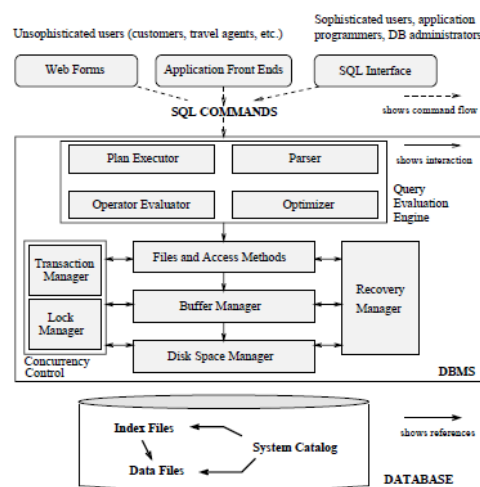 Unsophisticated users (customers, travel agents, etc.)
Sophisticated users, application
programmers, DB administrators
Web Forms
Application Front Ends
SQL Interface
SQL COMMANDS
shows command flow
Plan Executor
Parser
shows interaction
Operator Evaluator
Optimizer
Query
Evaluation
Engine
Transaction
Manager
Files and Access Methods
Lock
Manager
Buffer Manager
Recovery
Manager
Disk Space Manager
Concurrency
Control
DBMS
Index Files
System Catalog
Data Files
shows references
DATABASE